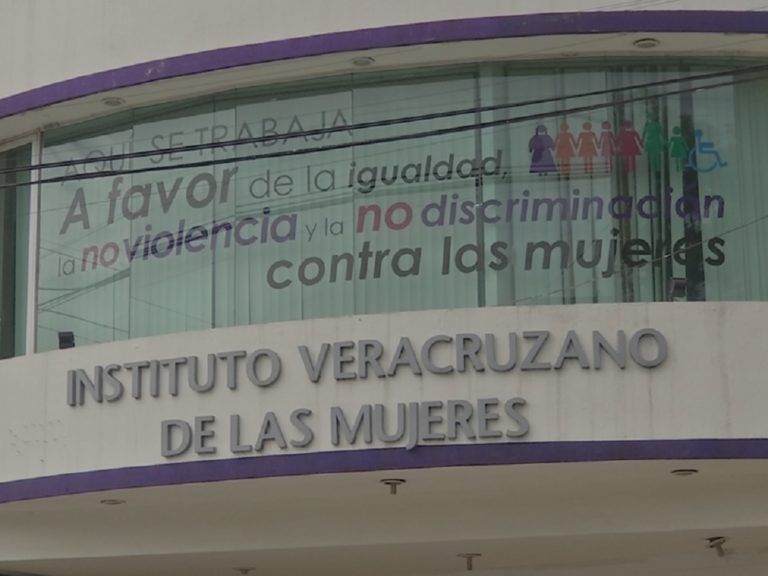 AQUÍ SE TRABAJA
A favor de la igualdad,
la no violencia y la no discriminación
contra las mujeres
INSTITUTO VERACRUZANO
DE LAS MUJERES